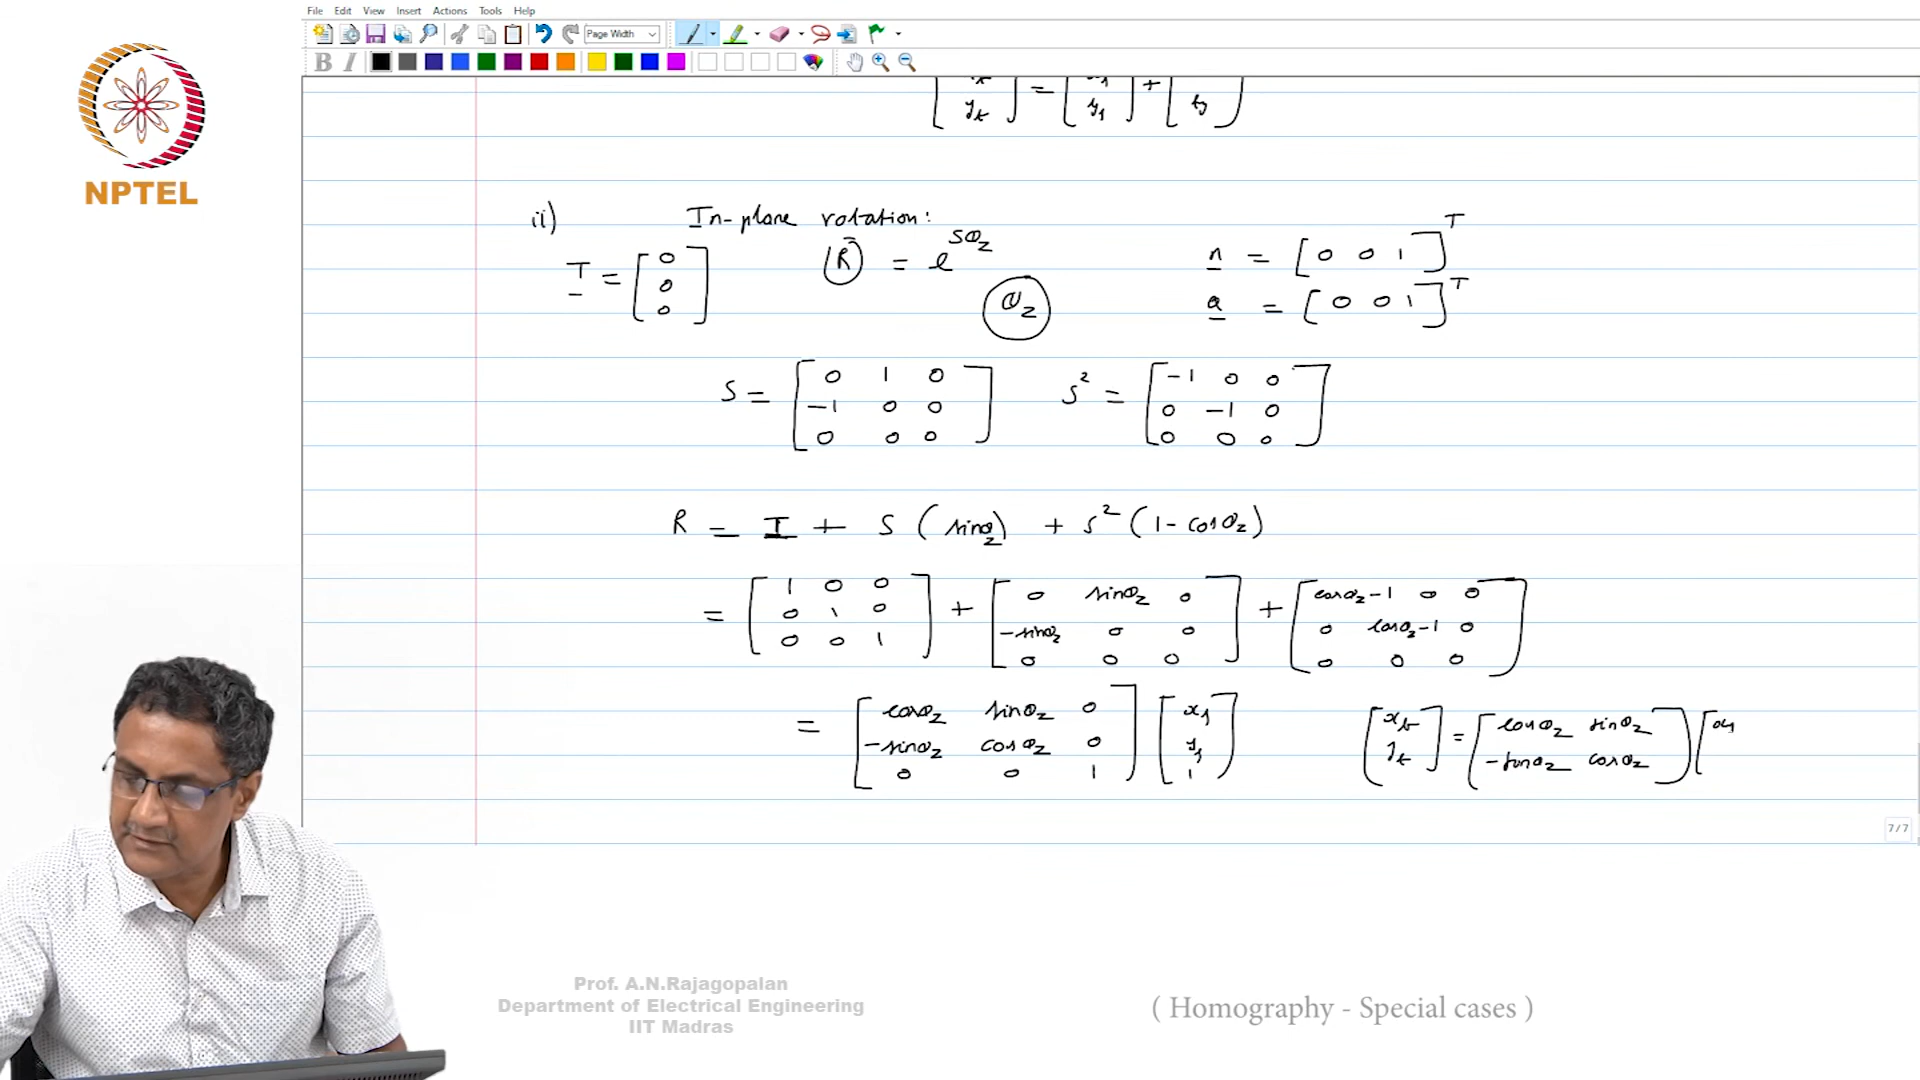 File Edit View Insert Actions Tools Help
Page Width
B I
[ y_t ] = [ y_1 ] + [ t_y ]
ii) In-plane rotation:
T = [ 0 0 0 ] R = e^{Sθ_z} n = [ 0 0 1 ]^T
θ_z a = [ 0 0 1 ]^T
S = [ 0 1 0 ; -1 0 0 ; 0 0 0 ] S^2 = [ -1 0 0 ; 0 -1 0 ; 0 0 0 ]
R = I + S ( sinθ_z ) + S^2 ( 1 - cosθ_z )
= [ 1 0 0 ; 0 1 0 ; 0 0 1 ] + [ 0 sinθ_z 0 ; -sinθ_z 0 0 ; 0 0 0 ] + [ cosθ_z-1 0 0 ; 0 cosθ_z-1 0 ; 0 0 0 ]
= [ cosθ_z sinθ_z 0 ; -sinθ_z cosθ_z 0 ; 0 0 1 ] [ x_1 ; y_1 ; 1 ] [ x_t ; y_t ] = [ cosθ_z sinθ_z ; -sinθ_z cosθ_z ] [ x_1
7/7
NPTEL
Prof. A.N.Rajagopalan
Department of Electrical Engineering
IIT Madras
( Homography - Special cases )